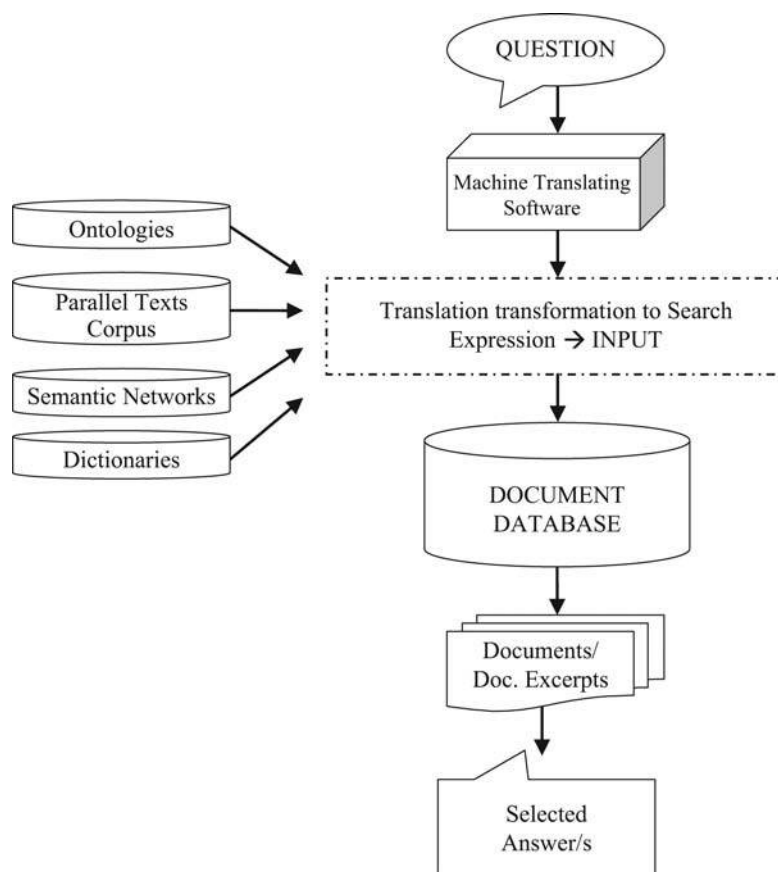 QUESTION
Machine Translating
Software
Ontologies
Parallel Texts
Corpus
Semantic Networks
Dictionaries
Translation transformation to Search
Expression → INPUT
DOCUMENT
DATABASE
Documents/
Doc. Excerpts
Selected
Answer/s